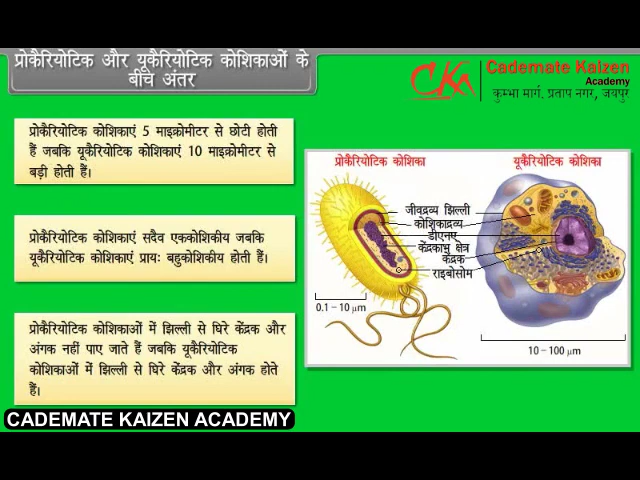 प्रोकैरियोटिक और यूकैरियोटिक कोशिकाओं के
बीच अंतर
CKA
Cademate Kaizen
Academy
कुम्भा मार्ग. प्रताप नगर, जयपुर
प्रोकैरियोटिक कोशिकाएं 5 माइक्रोमीटर से छोटी होती
हैं जबकि यूकैरियोटिक कोशिकाएं 10 माइक्रोमीटर से
बड़ी होती हैं।
प्रोकैरियोटिक कोशिकाएं सदैव एककोशिकीय जबकि
यूकैरियोटिक कोशिकाएं प्रायः बहुकोशिकीय होती हैं।
प्रोकैरियोटिक कोशिकाओं में झिल्ली से घिरे केंद्रक और
अंगक नहीं पाए जाते हैं जबकि यूकैरियोटिक
कोशिकाओं में झिल्ली से घिरे केंद्रक और अंगक होते
हैं।
प्रोकैरियोटिक कोशिका
यूकैरियोटिक कोशिका
जीवद्रव्य झिल्ली
कोशिकाद्रव्य
डीएनए
केंद्रकाभ क्षेत्र
केंद्रक
राइबोसोम
0.1 – 10 μm
10 – 100 μm
CADEMATE KAIZEN ACADEMY